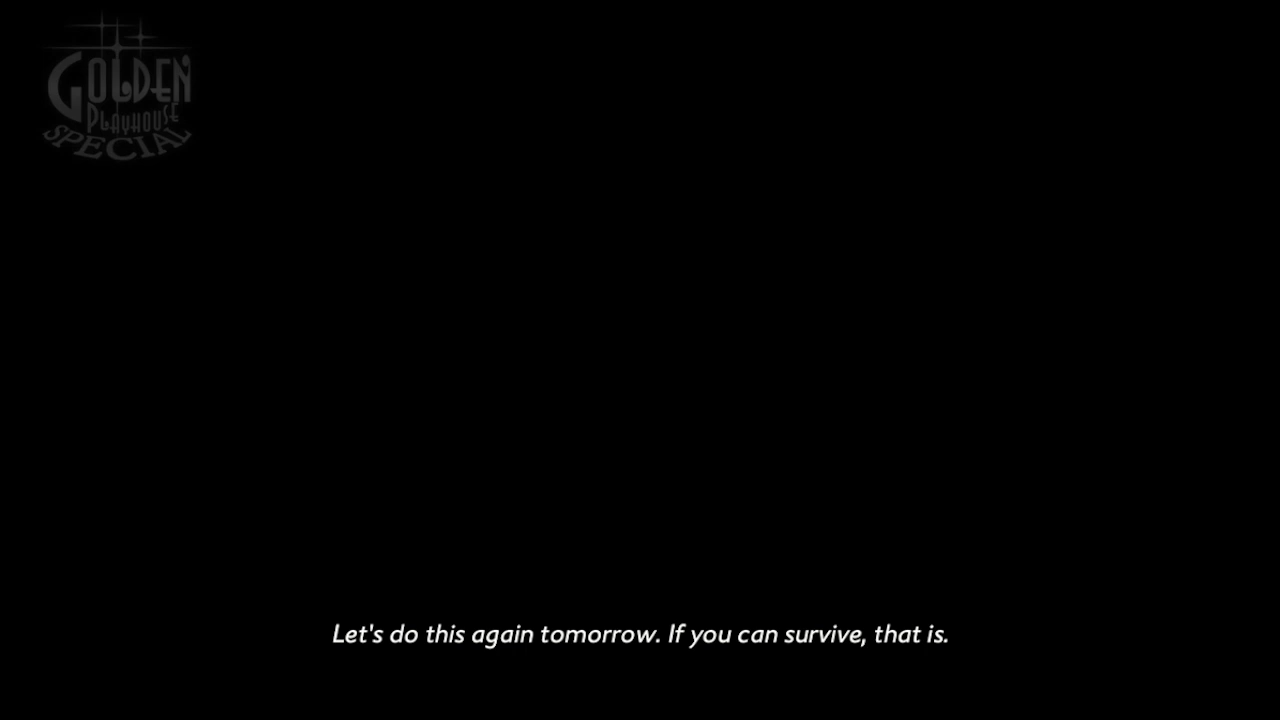 GOLDEN
PLAYHOUSE
SPECIAL
Let's do this again tomorrow. If you can survive, that is.